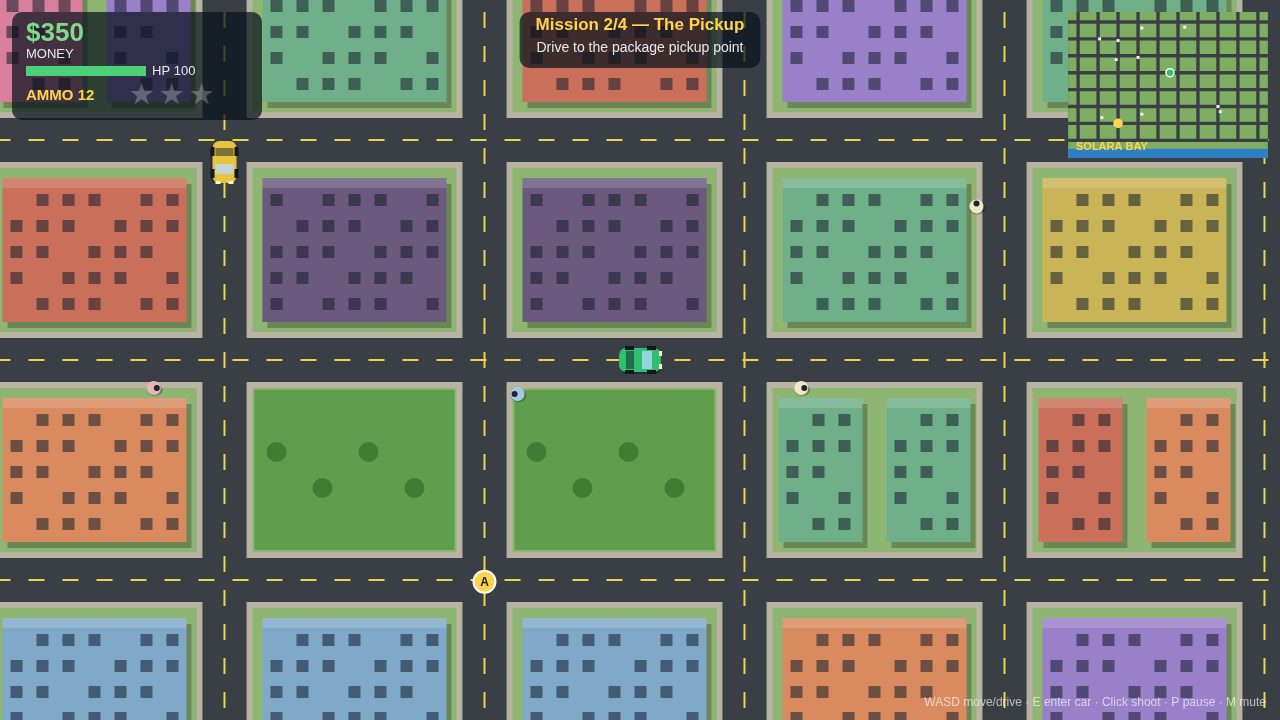 $350
MONEY
HP 100
AMMO 12
Mission 2/4 — The Pickup
Drive to the package pickup point
SOLARA BAY
A
WASD move/drive · E enter car · Click shoot · P pause · M mute